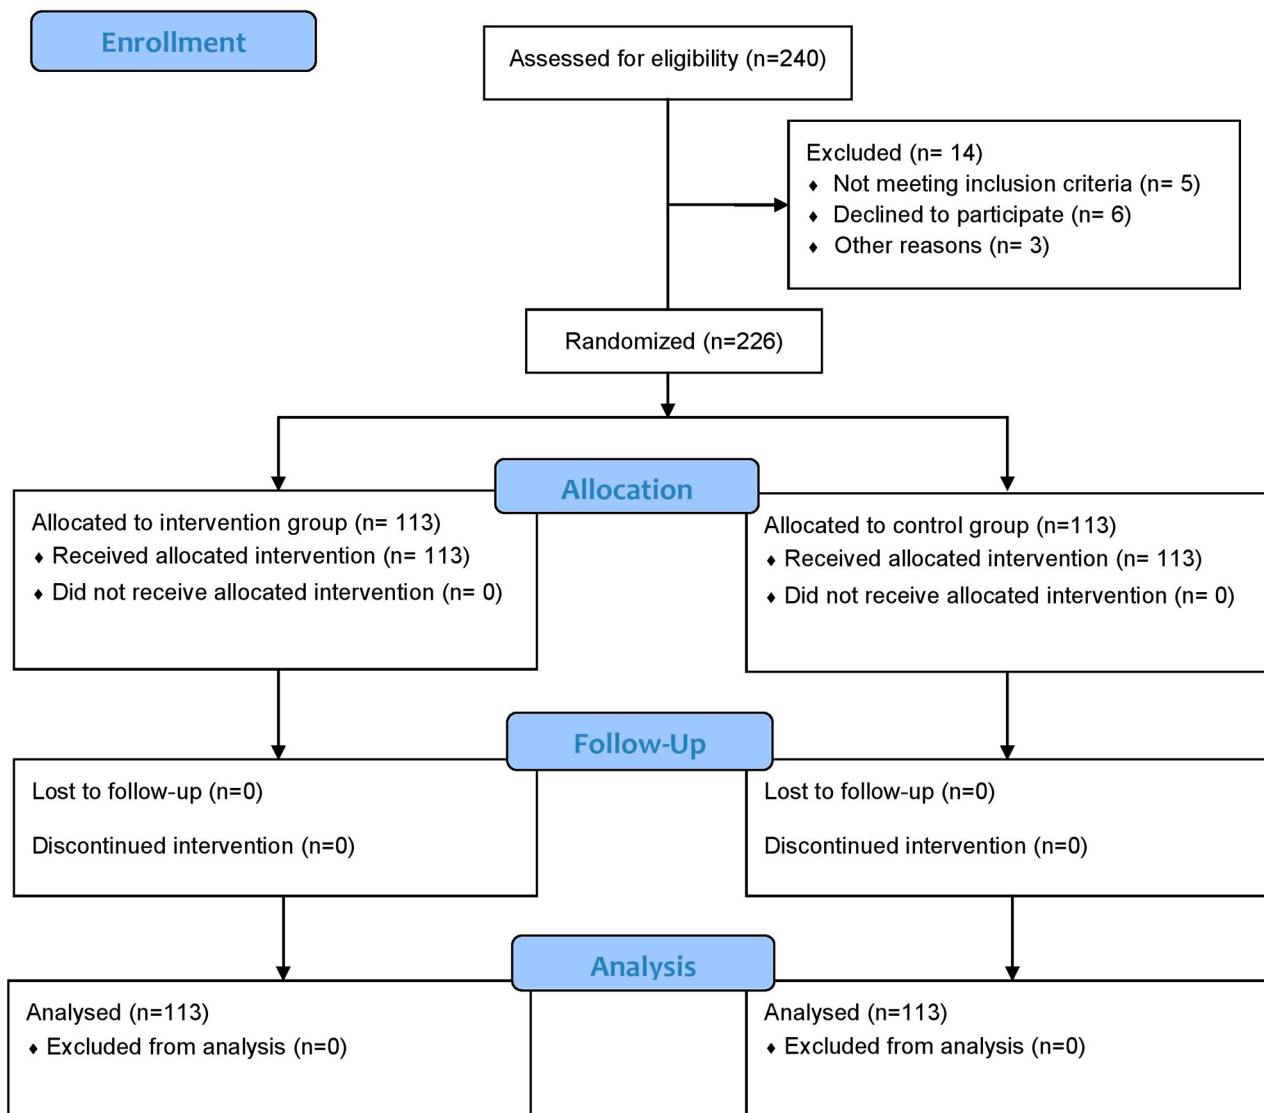 Enrollment
Assessed for eligibility (n=240)
Excluded (n= 14)
♦ Not meeting inclusion criteria (n= 5)
♦ Declined to participate (n= 6)
♦ Other reasons (n= 3)
Randomized (n=226)
Allocation
Allocated to intervention group (n= 113)
♦ Received allocated intervention (n= 113)
♦ Did not receive allocated intervention (n= 0)
Allocated to control group (n=113)
♦ Received allocated intervention (n= 113)
♦ Did not receive allocated intervention (n= 0)
Follow-Up
Lost to follow-up (n=0)
Discontinued intervention (n=0)
Lost to follow-up (n=0)
Discontinued intervention (n=0)
Analysis
Analysed (n=113)
♦ Excluded from analysis (n=0)
Analysed (n=113)
♦ Excluded from analysis (n=0)